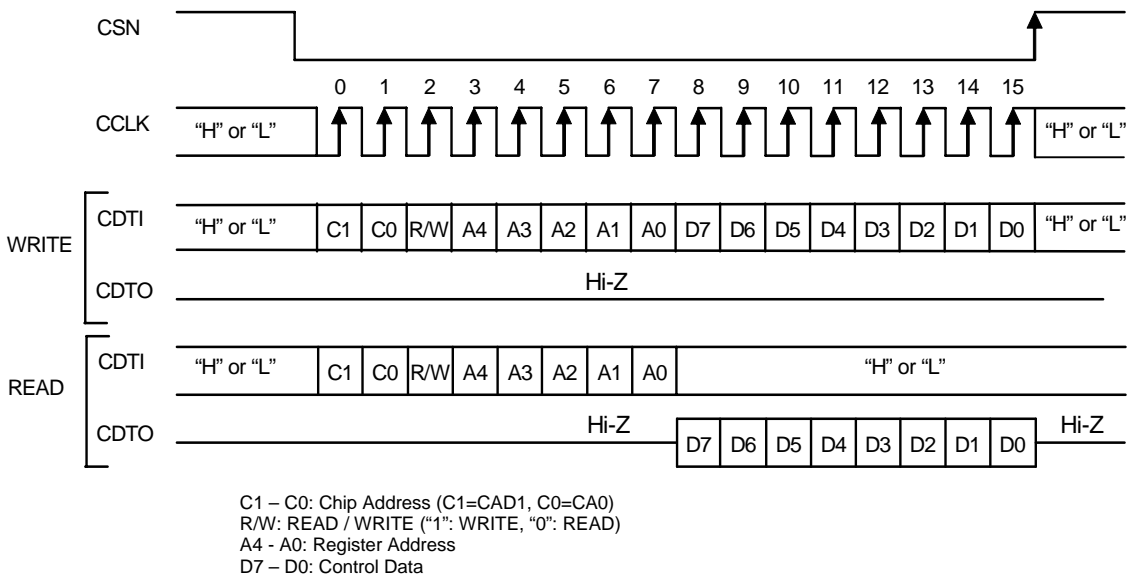 CSN
0 1 2 3 4 5 6 7 8 9 10 11 12 13 14 15
CCLK "H" or "L" "H" or "L"
WRITE
CDTI "H" or "L" C1 C0 R/W A4 A3 A2 A1 A0 D7 D6 D5 D4 D3 D2 D1 D0 "H" or "L"
CDTO Hi-Z
READ
CDTI "H" or "L" C1 C0 R/W A4 A3 A2 A1 A0 "H" or "L"
CDTO Hi-Z D7 D6 D5 D4 D3 D2 D1 D0 Hi-Z
C1 – C0: Chip Address (C1=CAD1, C0=CA0)
R/W: READ / WRITE ("1": WRITE, "0": READ)
A4 - A0: Register Address
D7 – D0: Control Data